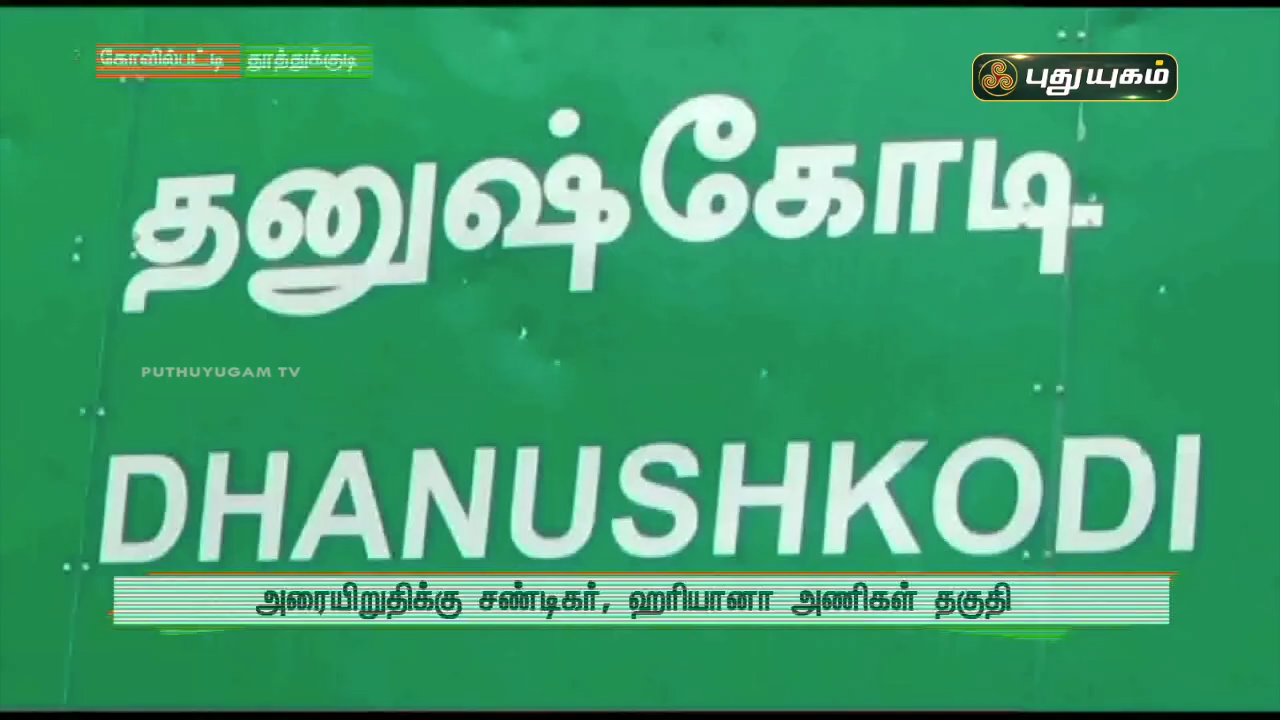 கோவில்பட்டி தூத்துக்குடி
புதுயுகம்
தனுஷ்கோடி
PUTHUYUGAM TV
DHANUSHKODI
அரையிறுதிக்கு சண்டிகர், ஹரியானா அணிகள் தகுதி